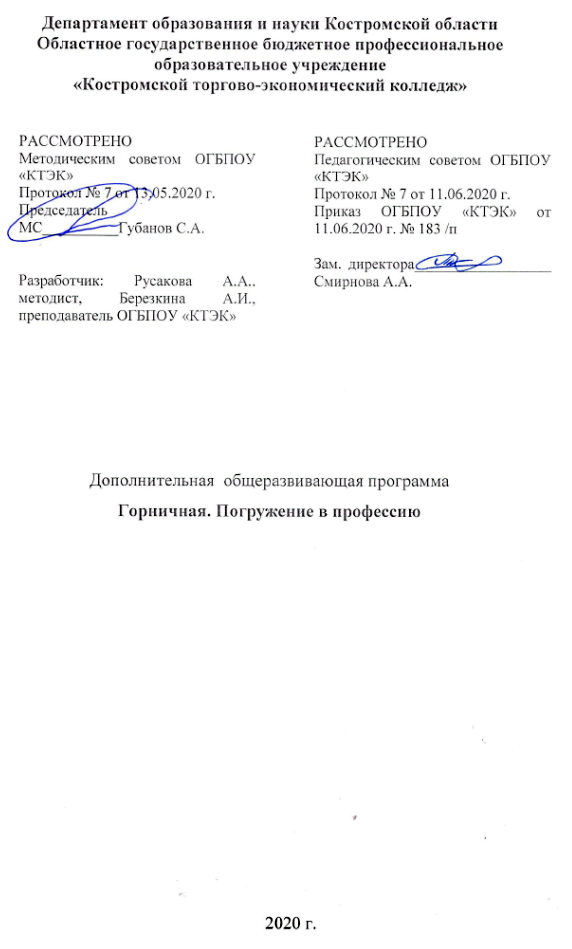 Департамент образования и науки Костромской области
Областное государственное бюджетное профессиональное
образовательное учреждение
«Костромской торгово-экономический колледж»
РАССМОТРЕНО
Методическим советом ОГБПОУ
«КТЭК»
Протокол № 7 от 13.05.2020 г.
Председатель
МС____________Губанов С.А.
Разработчик: Русакова А.А..
методист, Березкина А.И.,
преподаватель ОГБПОУ «КТЭК»
РАССМОТРЕНО
Педагогическим советом ОГБПОУ
«КТЭК»
Протокол № 7 от 11.06.2020 г.
Приказ ОГБПОУ «КТЭК» от
11.06.2020 г. № 183 /п
Зам. директора_________________
Смирнова А.А.
Дополнительная общеразвивающая программа
Горничная. Погружение в профессию
2020 г.